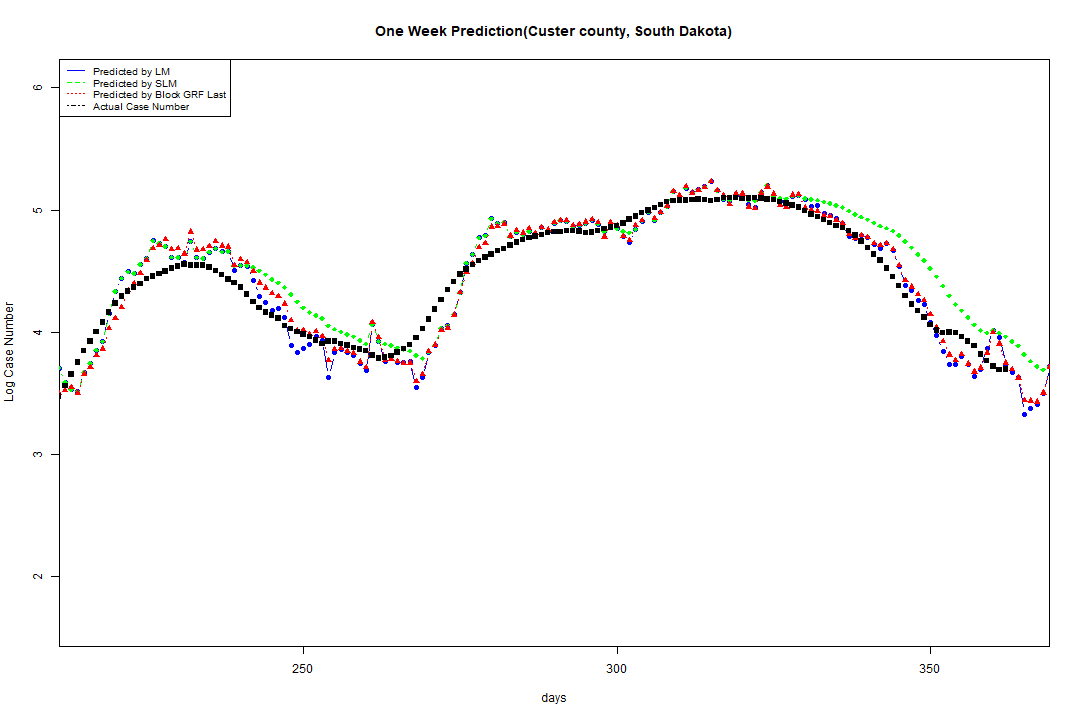 One Week Prediction(Custer county, South Dakota)
Predicted by LM
Predicted by SLM
Predicted by Block GRF Last
Actual Case Number
6
5
4
3
2
Log Case Number
250
300
350
days